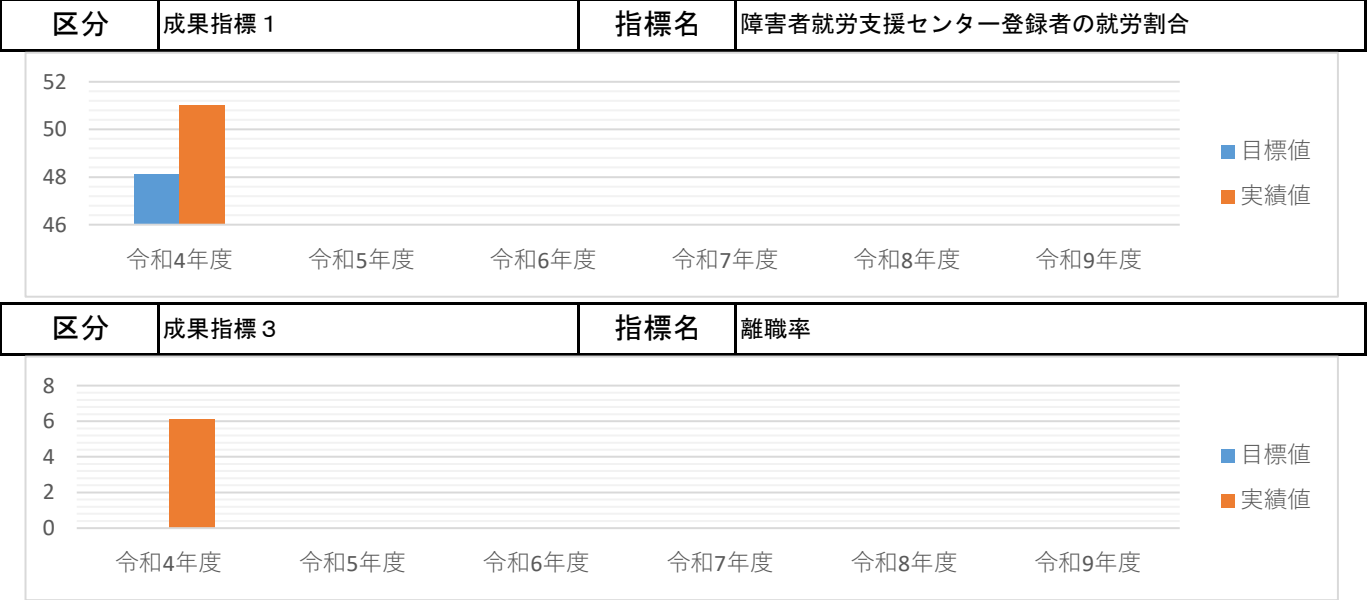 区分 成果指標１ 指標名 障害者就労支援センター登録者の就労割合
52
50
48
46
令和4年度 令和5年度 令和6年度 令和7年度 令和8年度 令和9年度
目標値
実績値
区分 成果指標３ 指標名 離職率
8
6
4
2
0
令和4年度 令和5年度 令和6年度 令和7年度 令和8年度 令和9年度
目標値
実績値